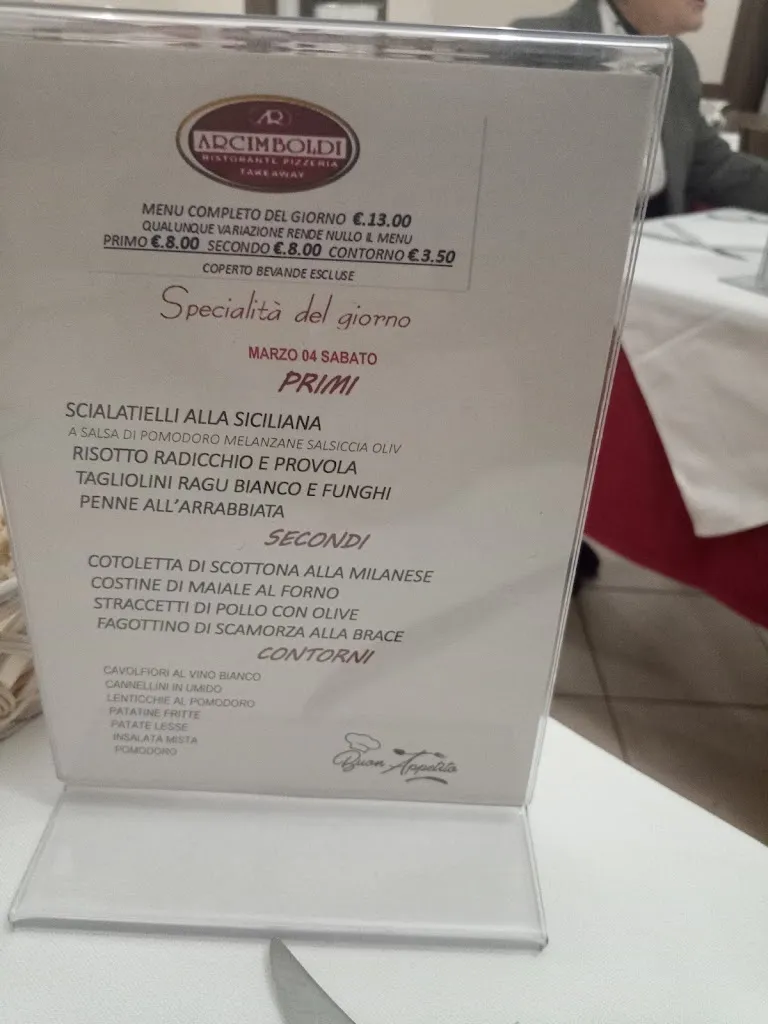 AR
ARCIMBOLDI
RISTORANTE PIZZERIA
TAKEAWAY
MENU COMPLETO DEL GIORNO €.13.00
QUALUNQUE VARIAZIONE RENDE NULLO IL MENU
PRIMO €.8.00 SECONDO €.8.00 CONTORNO €.3.50
COPERTO BEVANDE ESCLUSE
Specialità del giorno
MARZO 04 SABATO
PRIMI
SCIALATIELLI ALLA SICILIANA
A SALSA DI POMODORO MELANZANE SALSICCIA OLIV
RISOTTO RADICCHIO E PROVOLA
TAGLIOLINI RAGU BIANCO E FUNGHI
PENNE ALL'ARRABBIATA
SECONDI
COTOLETTA DI SCOTTONA ALLA MILANESE
COSTINE DI MAIALE AL FORNO
STRACCETTI DI POLLO CON OLIVE
FAGOTTINO DI SCAMORZA ALLA BRACE
CONTORNI
CAVOLFIORI AL VINO BIANCO
CANNELLINI IN UMIDO
LENTICCHIE AL POMODORO
PATATINE FRITTE
PATATE LESSE
INSALATA MISTA
POMODORO
Buon Appetito